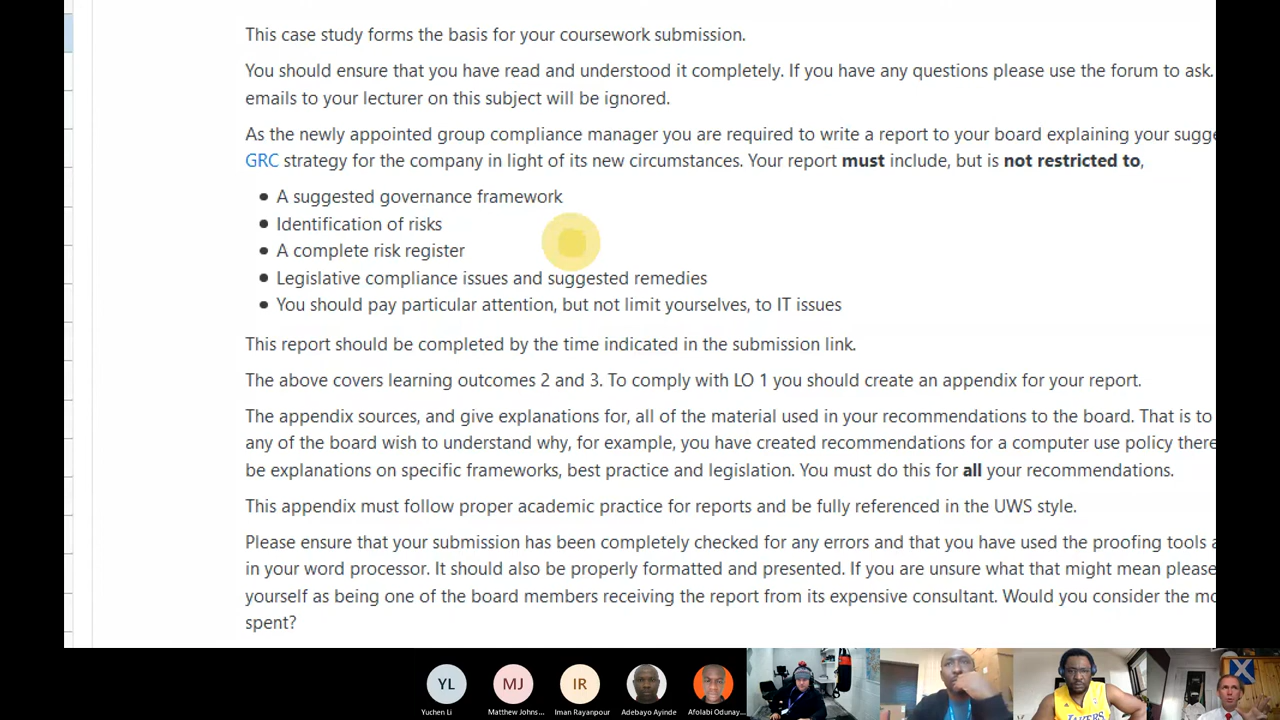 This case study forms the basis for your coursework submission.
You should ensure that you have read and understood it completely. If you have any questions please use the forum to ask.
emails to your lecturer on this subject will be ignored.
As the newly appointed group compliance manager you are required to write a report to your board explaining your sugge
GRC strategy for the company in light of its new circumstances. Your report must include, but is not restricted to,
• A suggested governance framework
• Identification of risks
• A complete risk register
• Legislative compliance issues and suggested remedies
• You should pay particular attention, but not limit yourselves, to IT issues
This report should be completed by the time indicated in the submission link.
The above covers learning outcomes 2 and 3. To comply with LO 1 you should create an appendix for your report.
The appendix sources, and give explanations for, all of the material used in your recommendations to the board. That is to
any of the board wish to understand why, for example, you have created recommendations for a computer use policy there
be explanations on specific frameworks, best practice and legislation. You must do this for all your recommendations.
This appendix must follow proper academic practice for reports and be fully referenced in the UWS style.
Please ensure that your submission has been completely checked for any errors and that you have used the proofing tools a
in your word processor. It should also be properly formatted and presented. If you are unsure what that might mean please
yourself as being one of the board members receiving the report from its expensive consultant. Would you consider the mo
spent?
YL MJ IR
Yuchen Li Matthew Johns... Iman Rayanpour Adebayo Ayinde Afolabi Odunay...
LAKERS